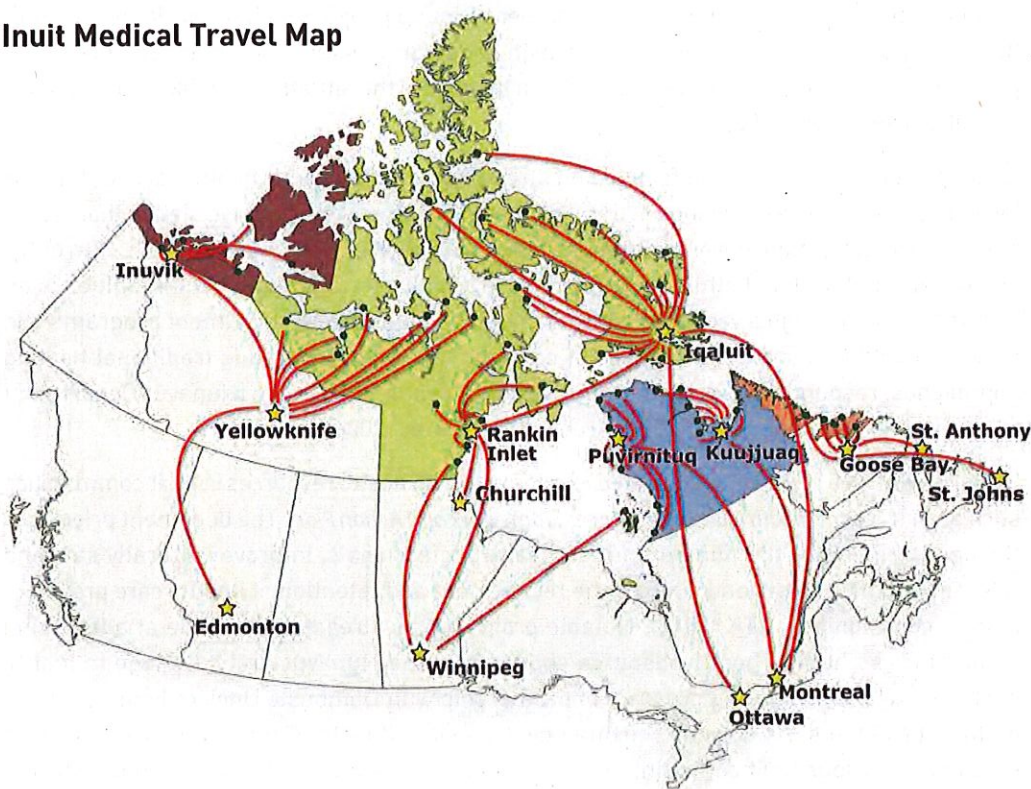 Inuit Medical Travel Map
Inuvik
Iqaluit
Yellowknife
Rankin
Inlet
Puvirnituq
Kuujjuaq
St. Anthony
Goose Bay
St. Johns
Churchill
Edmonton
Winnipeg
Montreal
Ottawa